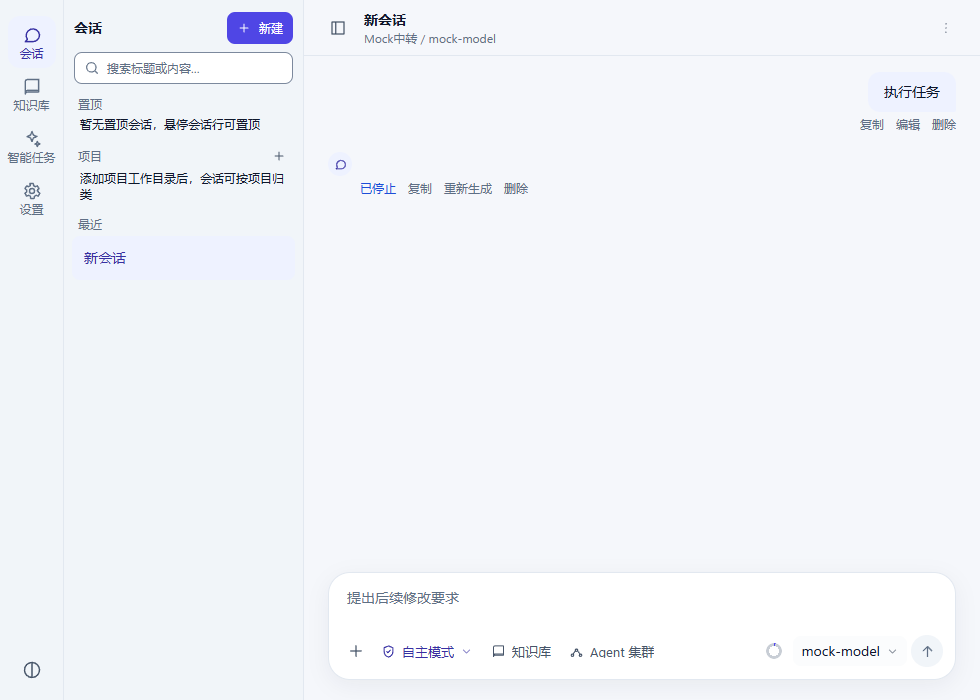 会话
知识库
智能任务
设置
会话
新建
搜索标题或内容...
置顶
暂无置顶会话，悬停会话行可置顶
项目
添加项目工作目录后，会话可按项目归
类
最近
新会话
新会话
Mock中转 / mock-model
执行任务
复制 编辑 删除
已停止 复制 重新生成 删除
提出后续修改要求
自主模式 知识库 Agent 集群 mock-model